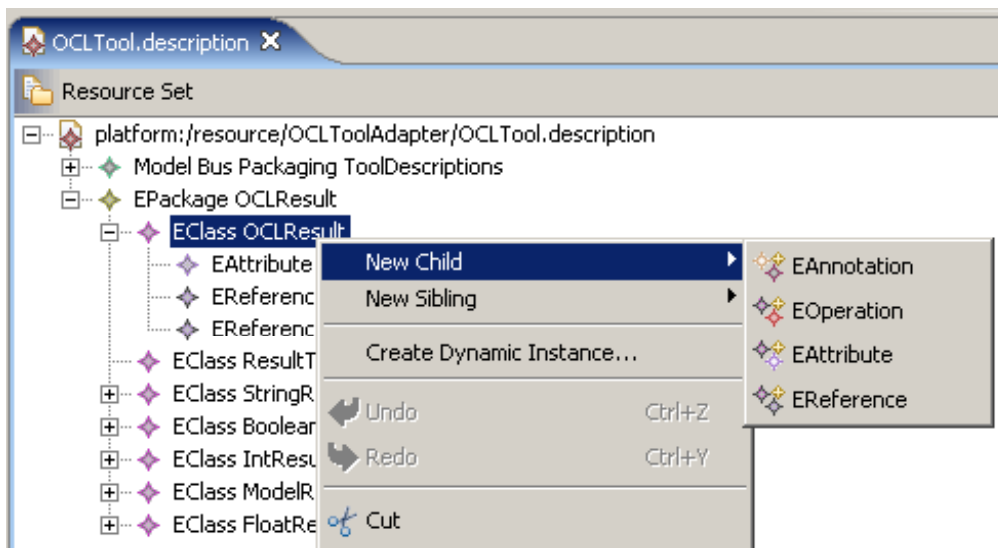 OCLTool.description
Resource Set
platform:/resource/OCLToolAdapter/OCLTool.description
Model Bus Packaging ToolDescriptions
EPackage OCLResult
EClass OCLResult
EAttribute
EReferenc
EReferenc
EClass ResultT
EClass StringR
EClass Boolear
EClass IntResu
EClass ModelR
EClass FloatRe
New Child
New Sibling
Create Dynamic Instance...
Undo Ctrl+Z
Redo Ctrl+Y
Cut
EAnnotation
EOperation
EAttribute
EReference